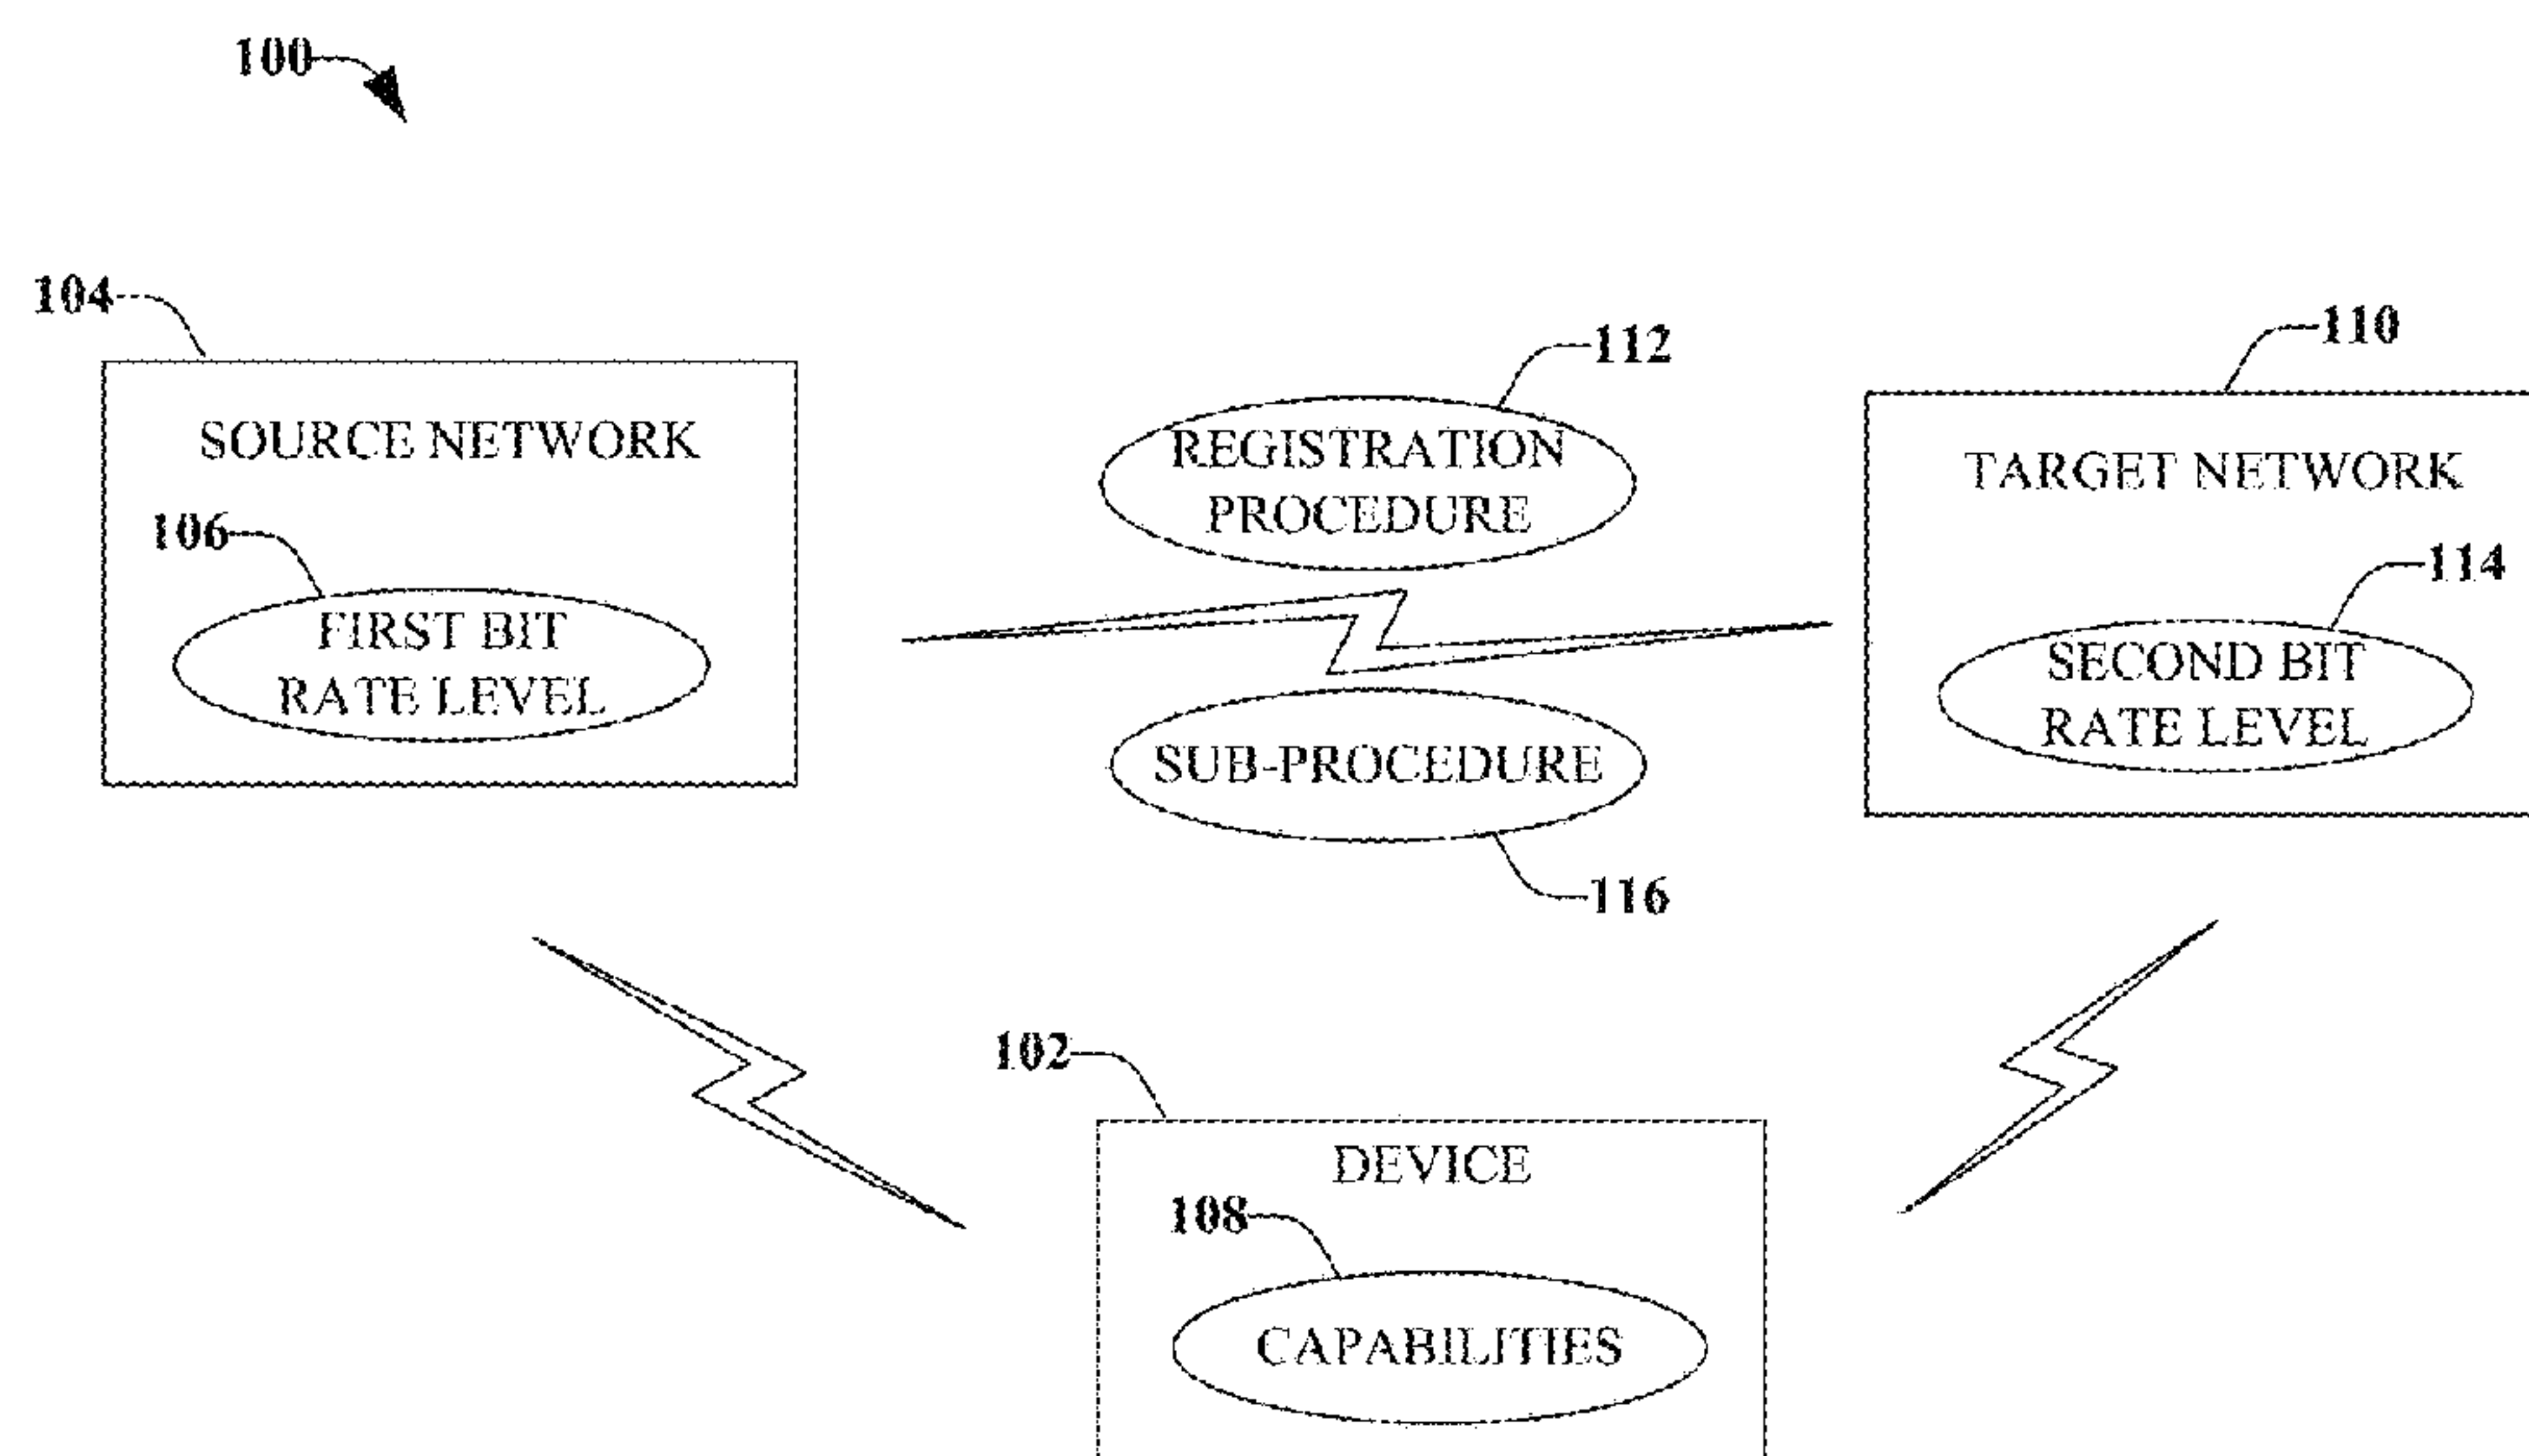 100
104
112
110
SOURCE NETWORK
REGISTRATION
PROCEDURE
TARGET NETWORK
106
114
FIRST BIT
RATE LEVEL
SECOND BIT
RATE LEVEL
SUB-PROCEDURE
116
102
DEVICE
108
CAPABILITIES